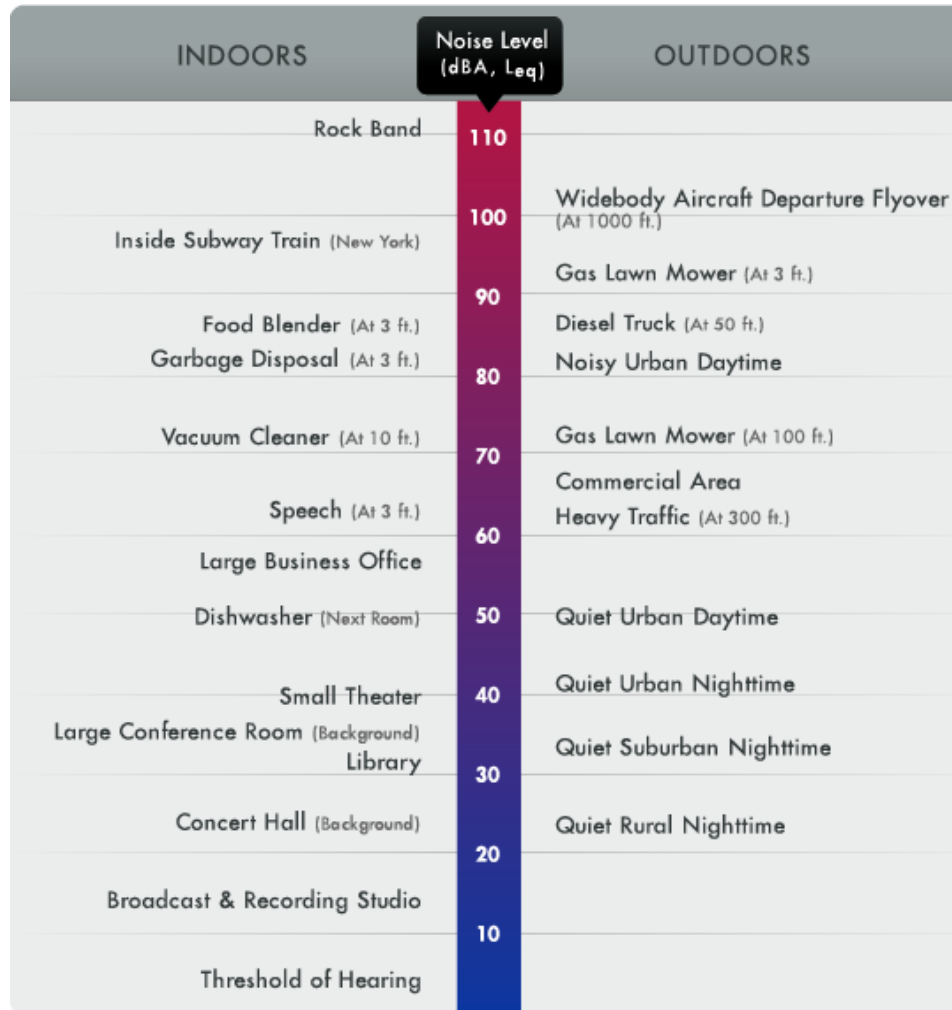 INDOORS
Noise Level
(dBA, Leq)
OUTDOORS
Rock Band
110
Widebody Aircraft Departure Flyover
(At 1000 ft.)
100
Inside Subway Train (New York)
Gas Lawn Mower (At 3 ft.)
90
Food Blender (At 3 ft.)
Diesel Truck (At 50 ft.)
Garbage Disposal (At 3 ft.)
Noisy Urban Daytime
80
Vacuum Cleaner (At 10 ft.)
Gas Lawn Mower (At 100 ft.)
70
Commercial Area
Speech (At 3 ft.)
Heavy Traffic (At 300 ft.)
60
Large Business Office
Dishwasher (Next Room)
50
Quiet Urban Daytime
Quiet Urban Nighttime
Small Theater
40
Large Conference Room (Background)
Quiet Suburban Nighttime
Library
30
Concert Hall (Background)
Quiet Rural Nighttime
20
Broadcast & Recording Studio
10
Threshold of Hearing